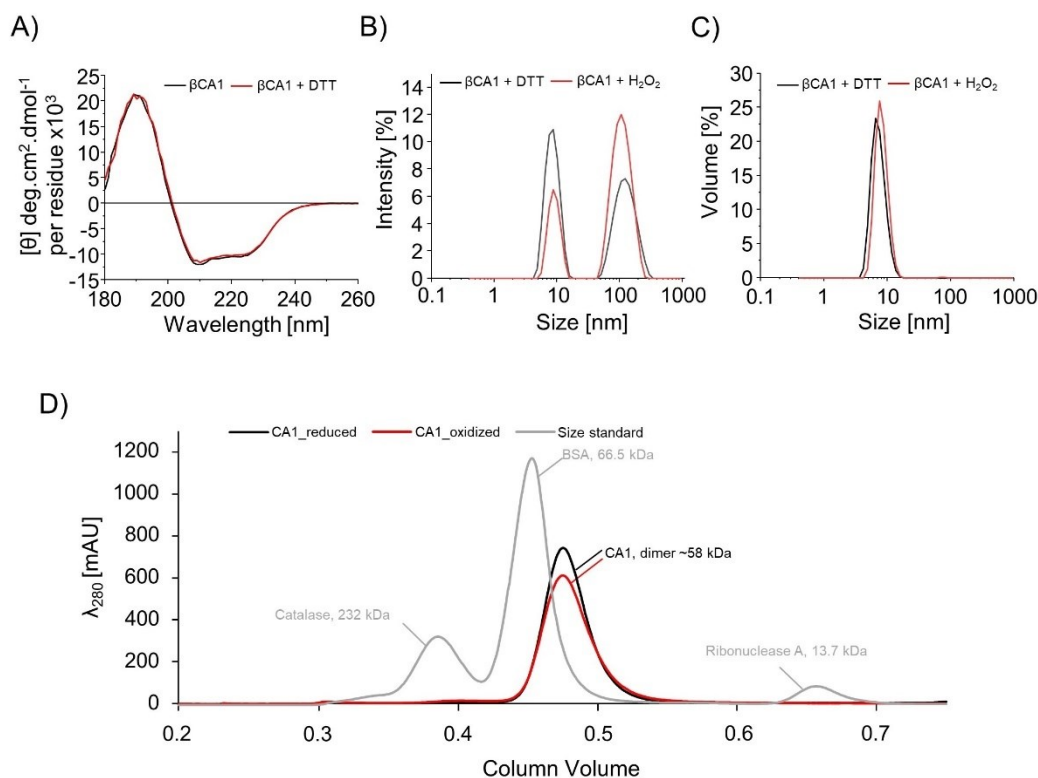 A)
βCA1
βCA1 + DTT
[θ] deg.cm².dmol⁻¹
per residue x10³
25
20
15
10
5
0
-5
-10
-15
180 200 220 240 260
Wavelength [nm]
B)
βCA1 + DTT
βCA1 + H₂O₂
Intensity [%]
14
12
10
8
6
4
2
0
0.1 1 10 100 1000
Size [nm]
C)
βCA1 + DTT
βCA1 + H₂O₂
Volume [%]
30
25
20
15
10
5
0
0.1 1 10 100 1000
Size [nm]
D)
CA1_reduced
CA1_oxidized
Size standard
λ₂₈₀ [mAU]
1200
1000
800
600
400
200
0
BSA, 66.5 kDa
CA1, dimer ~58 kDa
Catalase, 232 kDa
Ribonuclease A, 13.7 kDa
0.2 0.3 0.4 0.5 0.6 0.7
Column Volume